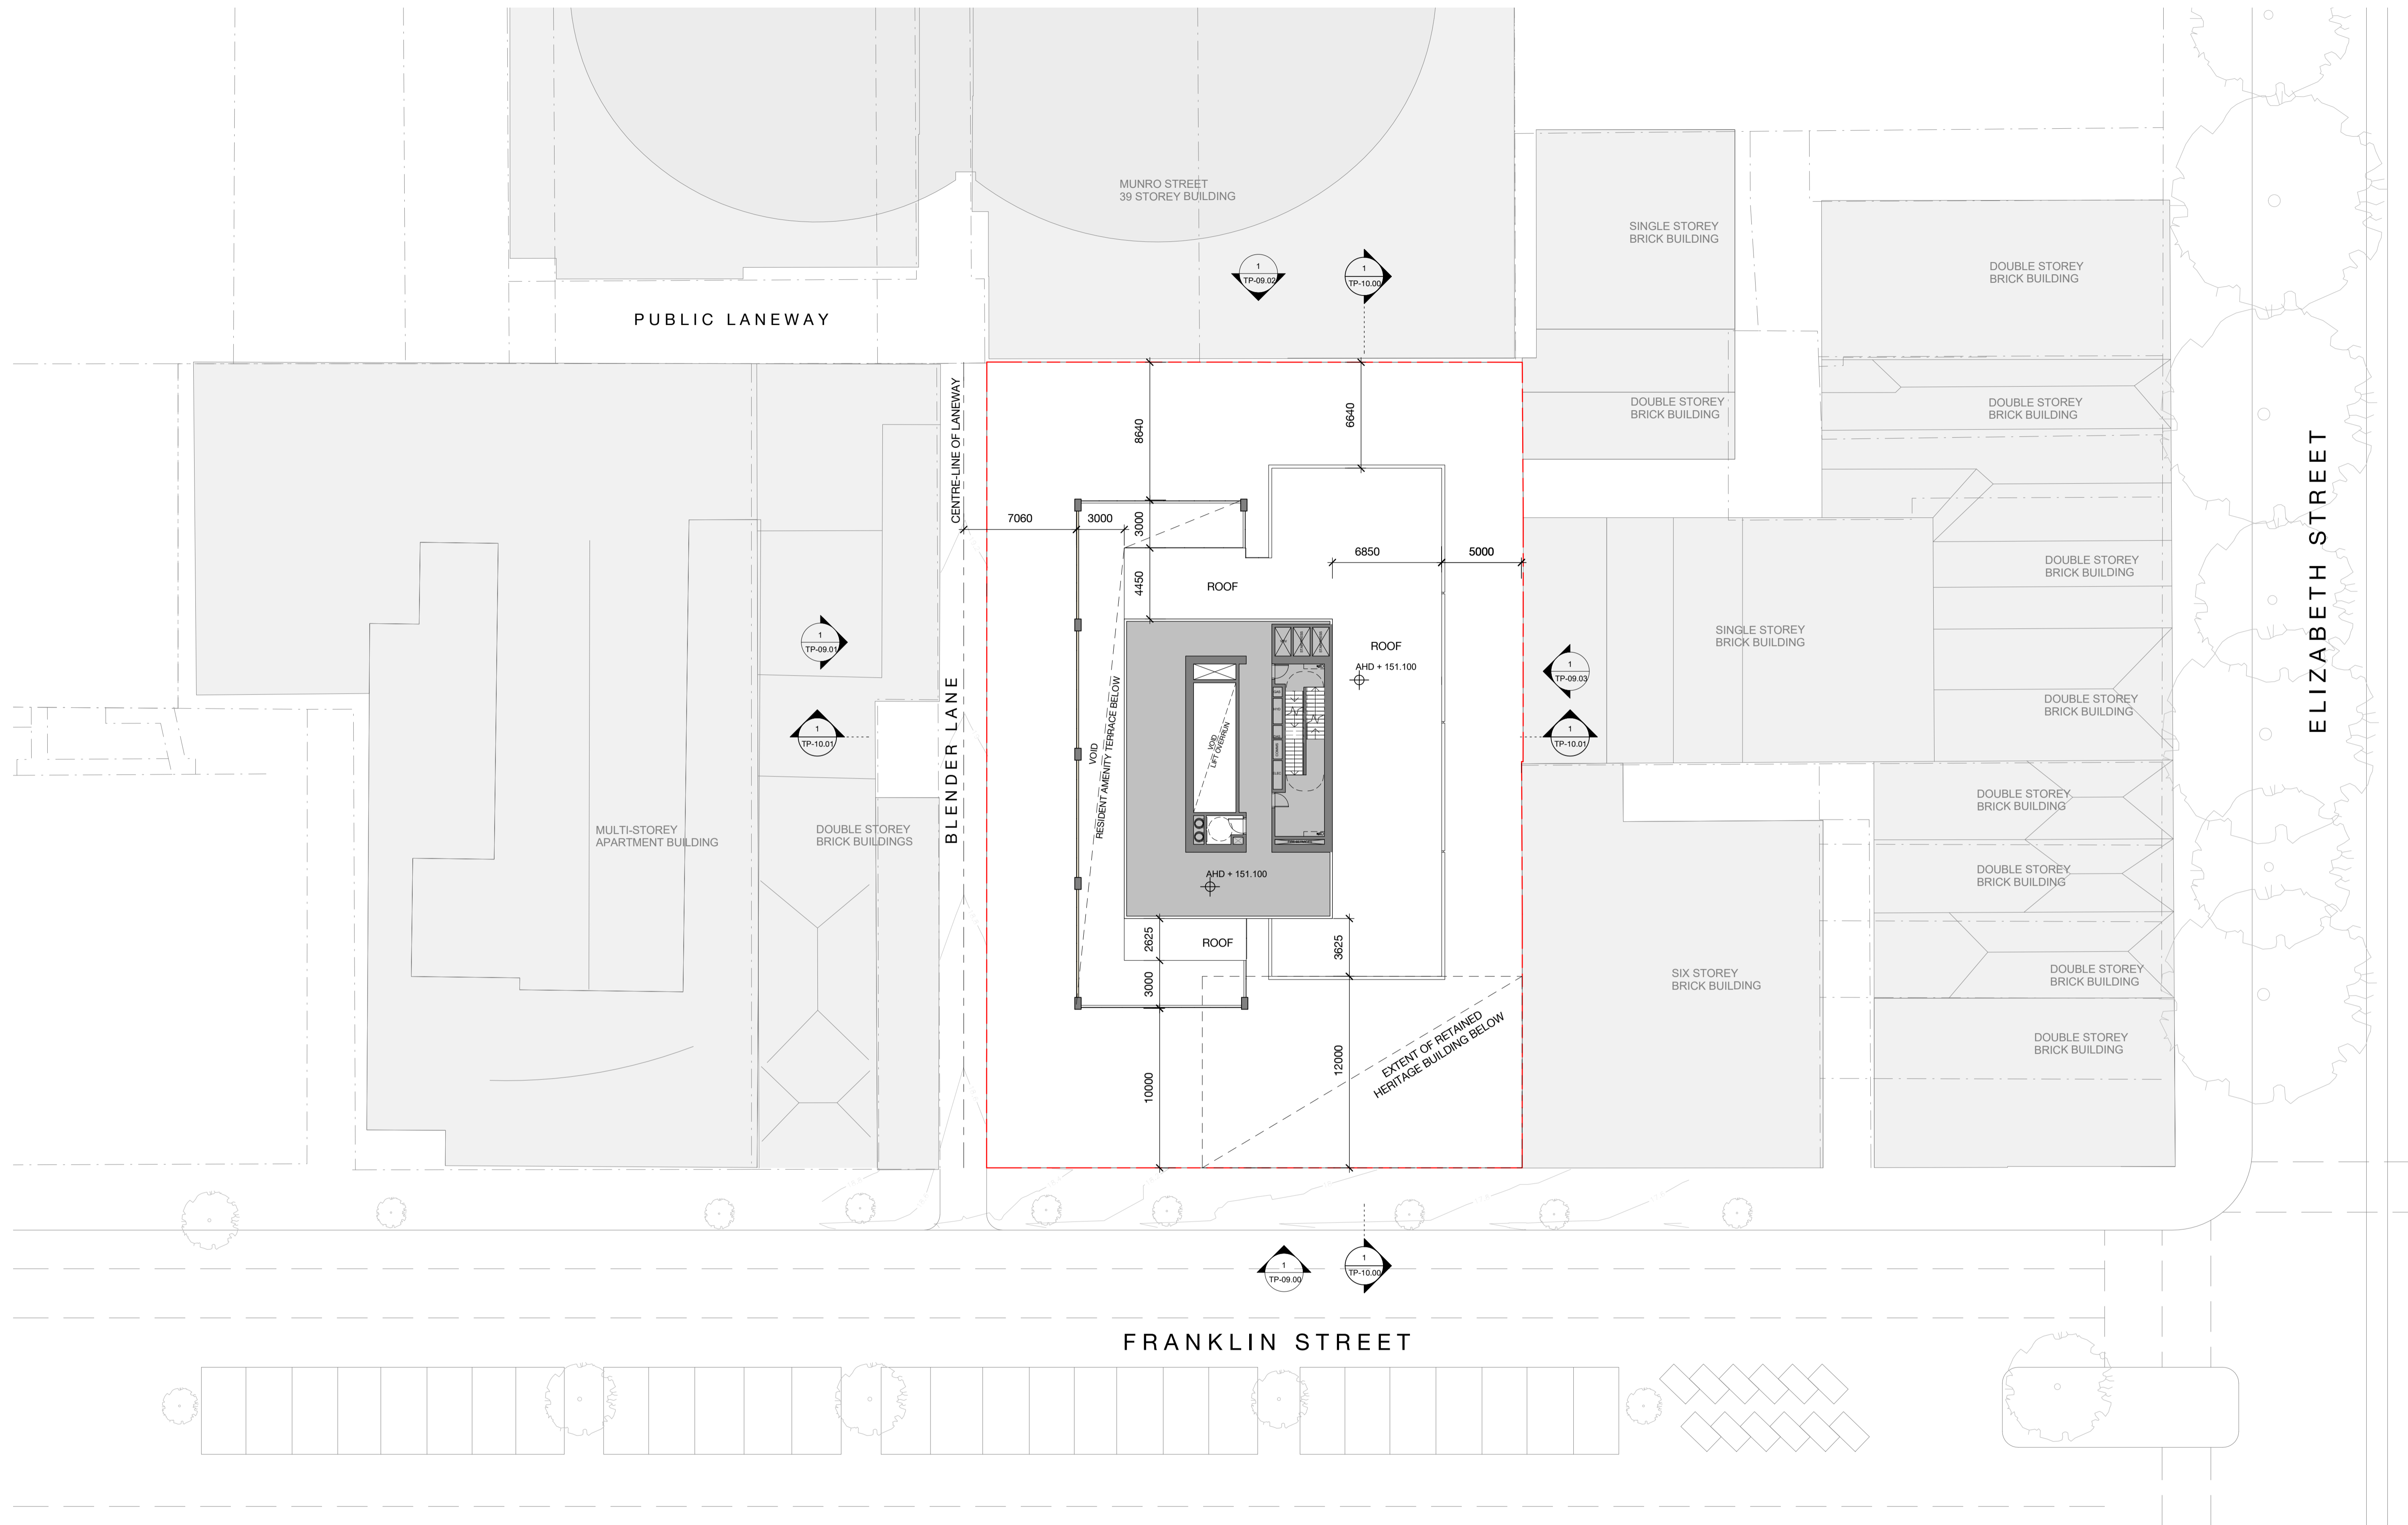 MUNRO STREET
39 STOREY BUILDING
SINGLE STOREY
BRICK BUILDING
DOUBLE STOREY
BRICK BUILDING
1
TP-09.02
1
TP-10.00
PUBLIC LANEWAY
CENTRE-LINE OF LANEWAY
8640
6640
DOUBLE STOREY
BRICK BUILDING
DOUBLE STOREY
BRICK BUILDING
ELIZABETH STREET
7060
3000
3000
6850
5000
4450
ROOF
DOUBLE STOREY
BRICK BUILDING
1
TP-09.01
SINGLE STOREY
BRICK BUILDING
ROOF
AHD + 151.100
1
TP-09.03
DOUBLE STOREY
BRICK BUILDING
BLENDER LANE
VOID
RESIDENT AMENITY TERRACE BELOW
VOID
LIFT OVERRUN
1
TP-10.01
1
TP-10.01
MULTI-STOREY
APARTMENT BUILDING
DOUBLE STOREY
BRICK BUILDINGS
DOUBLE STOREY
BRICK BUILDING
AHD + 151.100
DOUBLE STOREY
BRICK BUILDING
2625
ROOF
3625
3000
SIX STOREY
BRICK BUILDING
DOUBLE STOREY
BRICK BUILDING
EXTENT OF RETAINED
HERITAGE BUILDING BELOW
DOUBLE STOREY
BRICK BUILDING
10000
12000
1
TP-09.00
1
TP-10.00
FRANKLIN STREET